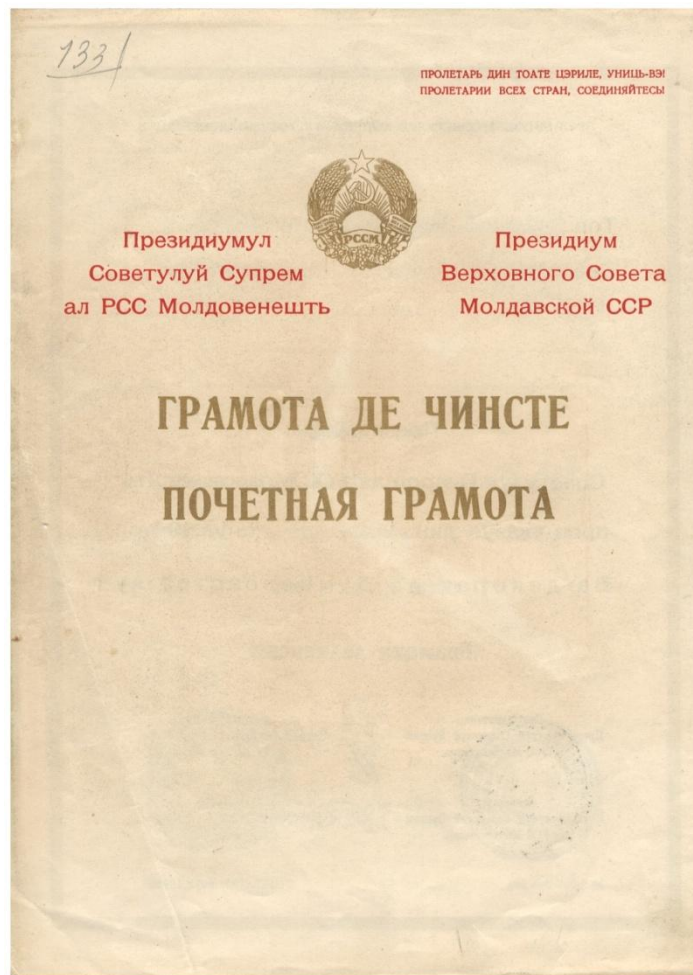 133
ПРОЛЕТАРЬ ДИН ТОАТЕ ЦЭРИЛЕ, УНИЦЬ-ВЭ!
ПРОЛЕТАРИИ ВСЕХ СТРАН, СОЕДИНЯЙТЕСЬ!
РССМ
Президиумул
Советулуй Супрем
ал РСС Молдовенешть
Президиум
Верховного Совета
Молдавской ССР
ГРАМОТА ДЕ ЧИНСТЕ
ПОЧЕТНАЯ ГРАМОТА